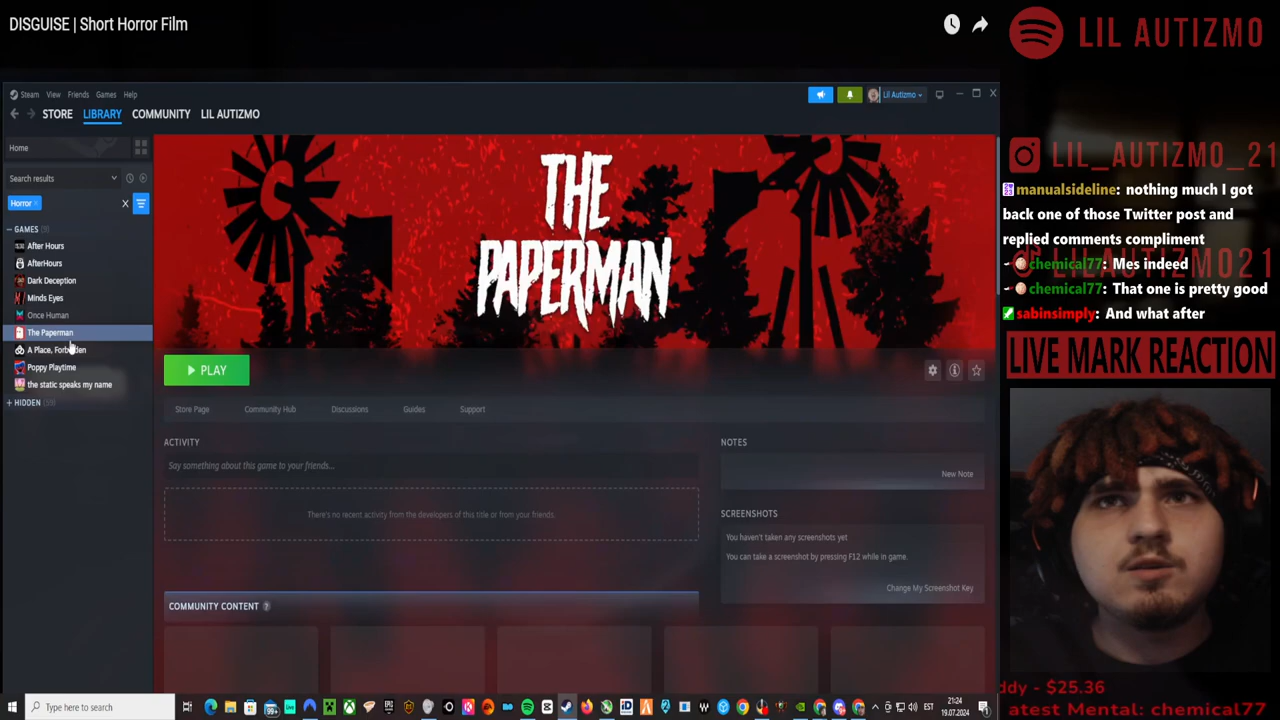 DISGUISE | Short Horror Film
LIL AUTIZMO
Steam View Friends Games Help
Lil Autizmo
STORE LIBRARY COMMUNITY LIL AUTIZMO
Home
Search results
Horror
GAMES (9)
After Hours
AfterHours
Dark Deception
Minds Eyes
Once Human
The Paperman
A Place, Forbidden
Poppy Playtime
the static speaks my name
HIDDEN (59)
THE
PAPERMAN
PLAY
Store Page Community Hub Discussions Guides Support
ACTIVITY
Say something about this game to your friends...
There's no recent activity from the developers of this title or from your friends.
NOTES
New Note
SCREENSHOTS
You haven't taken any screenshots yet
You can take a screenshot by pressing F12 while in game.
Change My Screenshot Key
COMMUNITY CONTENT ?
LIL_AUTIZMO_21
manualsideline: nothing much I got
back one of those Twitter post and
replied comments compliment
LILAUTIZMO21
chemical77: Mes indeed
chemical77: That one is pretty good
sabinsimply: And what after
LIVE MARK REACTION
ddy - $25.36
atest Mental: chemical77
Type here to search
99+
EST
21:24
19.07.2024